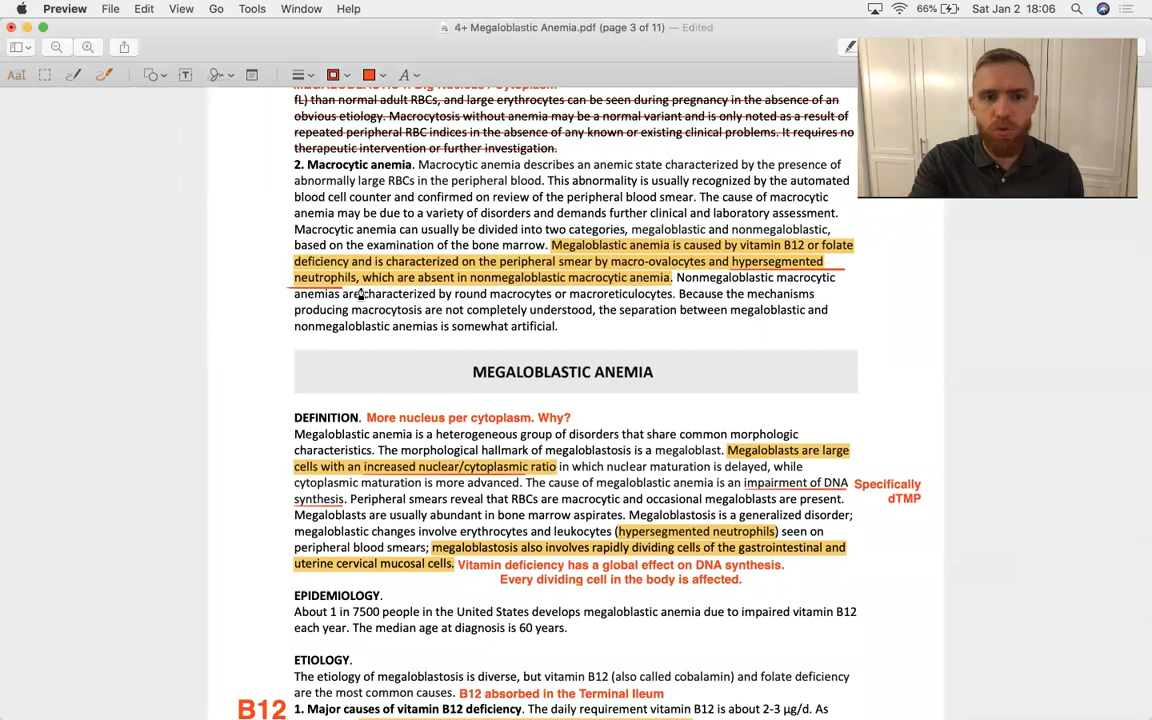 Preview File Edit View Go Tools Window Help 66% Sat Jan 2 18:06
4+ Megaloblastic Anemia.pdf (page 3 of 11) — Edited
AaI T A
fL) than normal adult RBCs, and large erythrocytes can be seen during pregnancy in the absence of an
obvious etiology. Macrocytosis without anemia may be a normal variant and is only noted as a result of
repeated peripheral RBC indices in the absence of any known or existing clinical problems. It requires no
therapeutic intervention or further investigation.
2. Macrocytic anemia. Macrocytic anemia describes an anemic state characterized by the presence of
abnormally large RBCs in the peripheral blood. This abnormality is usually recognized by the automated
blood cell counter and confirmed on review of the peripheral blood smear. The cause of macrocytic
anemia may be due to a variety of disorders and demands further clinical and laboratory assessment.
Macrocytic anemia can usually be divided into two categories, megaloblastic and nonmegaloblastic,
based on the examination of the bone marrow. Megaloblastic anemia is caused by vitamin B12 or folate
deficiency and is characterized on the peripheral smear by macro-ovalocytes and hypersegmented
neutrophils, which are absent in nonmegaloblastic macrocytic anemia. Nonmegaloblastic macrocytic
anemias are characterized by round macrocytes or macroreticulocytes. Because the mechanisms
producing macrocytosis are not completely understood, the separation between megaloblastic and
nonmegaloblastic anemias is somewhat artificial.
MEGALOBLASTIC ANEMIA
DEFINITION. More nucleus per cytoplasm. Why?
Megaloblastic anemia is a heterogeneous group of disorders that share common morphologic
characteristics. The morphological hallmark of megaloblastosis is a megaloblast. Megaloblasts are large
cells with an increased nuclear/cytoplasmic ratio in which nuclear maturation is delayed, while
cytoplasmic maturation is more advanced. The cause of megaloblastic anemia is an impairment of DNA Specifically
synthesis. Peripheral smears reveal that RBCs are macrocytic and occasional megaloblasts are present. dTMP
Megaloblasts are usually abundant in bone marrow aspirates. Megaloblastosis is a generalized disorder;
megaloblastic changes involve erythrocytes and leukocytes (hypersegmented neutrophils) seen on
peripheral blood smears; megaloblastosis also involves rapidly dividing cells of the gastrointestinal and
uterine cervical mucosal cells. Vitamin deficiency has a global effect on DNA synthesis.
Every dividing cell in the body is affected.
EPIDEMIOLOGY.
About 1 in 7500 people in the United States develops megaloblastic anemia due to impaired vitamin B12
each year. The median age at diagnosis is 60 years.
ETIOLOGY.
The etiology of megaloblastosis is diverse, but vitamin B12 (also called cobalamin) and folate deficiency
are the most common causes. B12 absorbed in the Terminal Ileum
B12 1. Major causes of vitamin B12 deficiency. The daily requirement vitamin B12 is about 2-3 µg/d. As